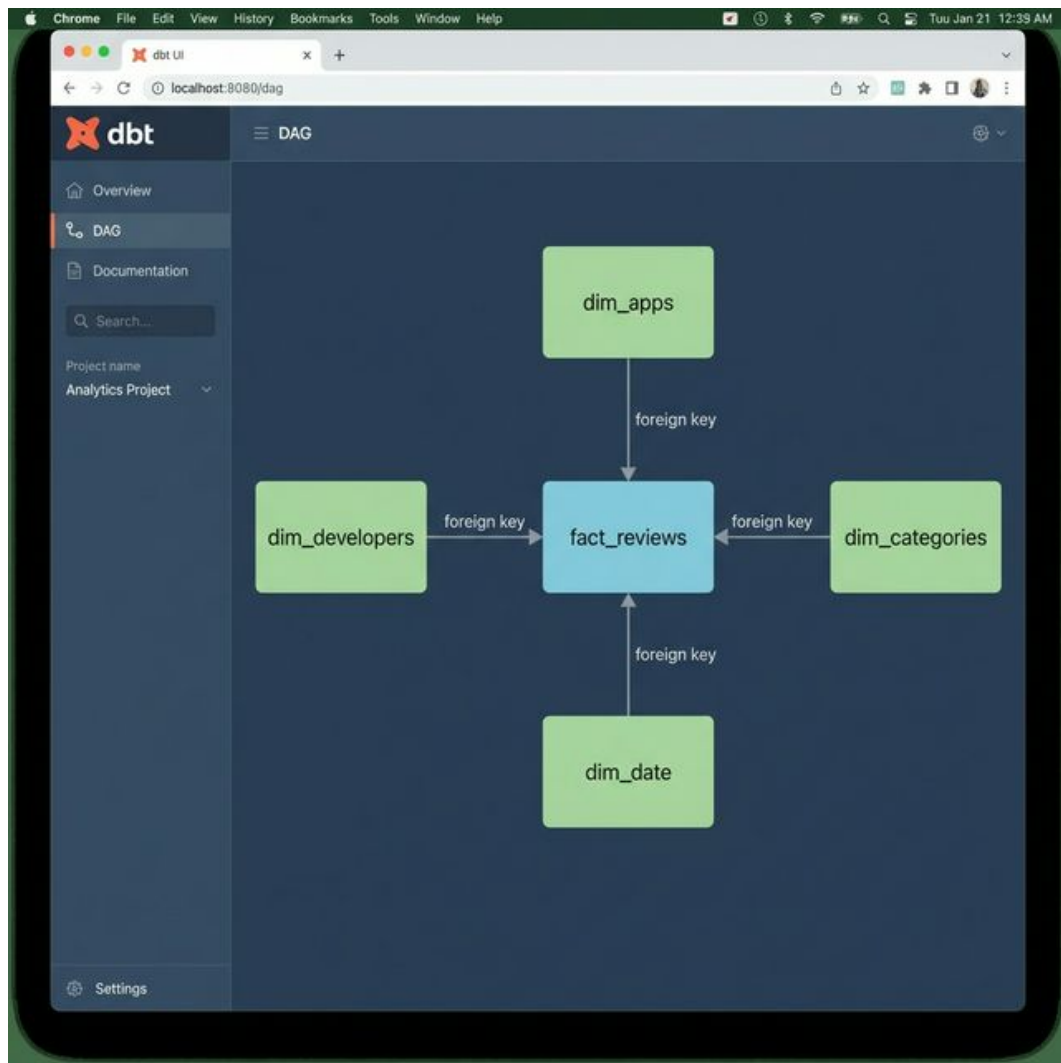 Chrome File Edit View History Bookmarks Tools Window Help
Tuu Jan 21 12:39 AM
dbt UI
localhost:8080/dag
dbt
DAG
Overview
DAG
Documentation
Search...
Project name
Analytics Project
dim_apps
foreign key
dim_developers
foreign key
fact_reviews
foreign key
dim_categories
foreign key
dim_date
Settings